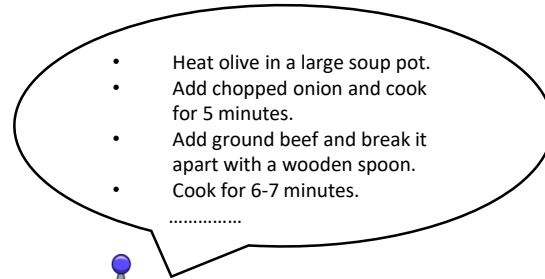 • Heat olive in a large soup pot.
• Add chopped onion and cook
for 5 minutes.
• Add ground beef and break it
apart with a wooden spoon.
• Cook for 6-7 minutes.
……………